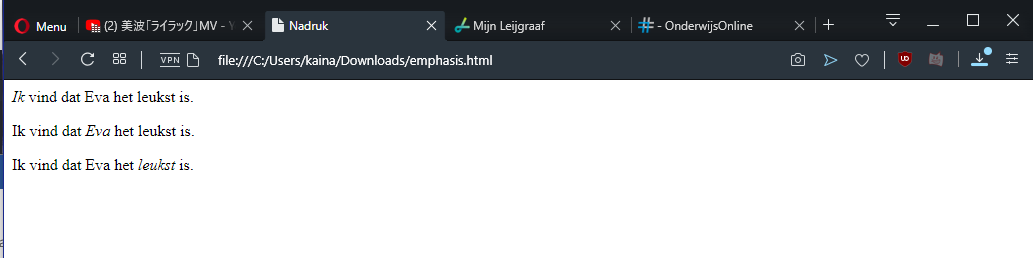 Menu
(2) 美波「ライラック」MV - Y
Nadruk
Mijn Leijgraaf
- OnderwijsOnline
VPN
file:///C:/Users/kaina/Downloads/emphasis.html
Ik vind dat Eva het leukst is.
Ik vind dat Eva het leukst is.
Ik vind dat Eva het leukst is.